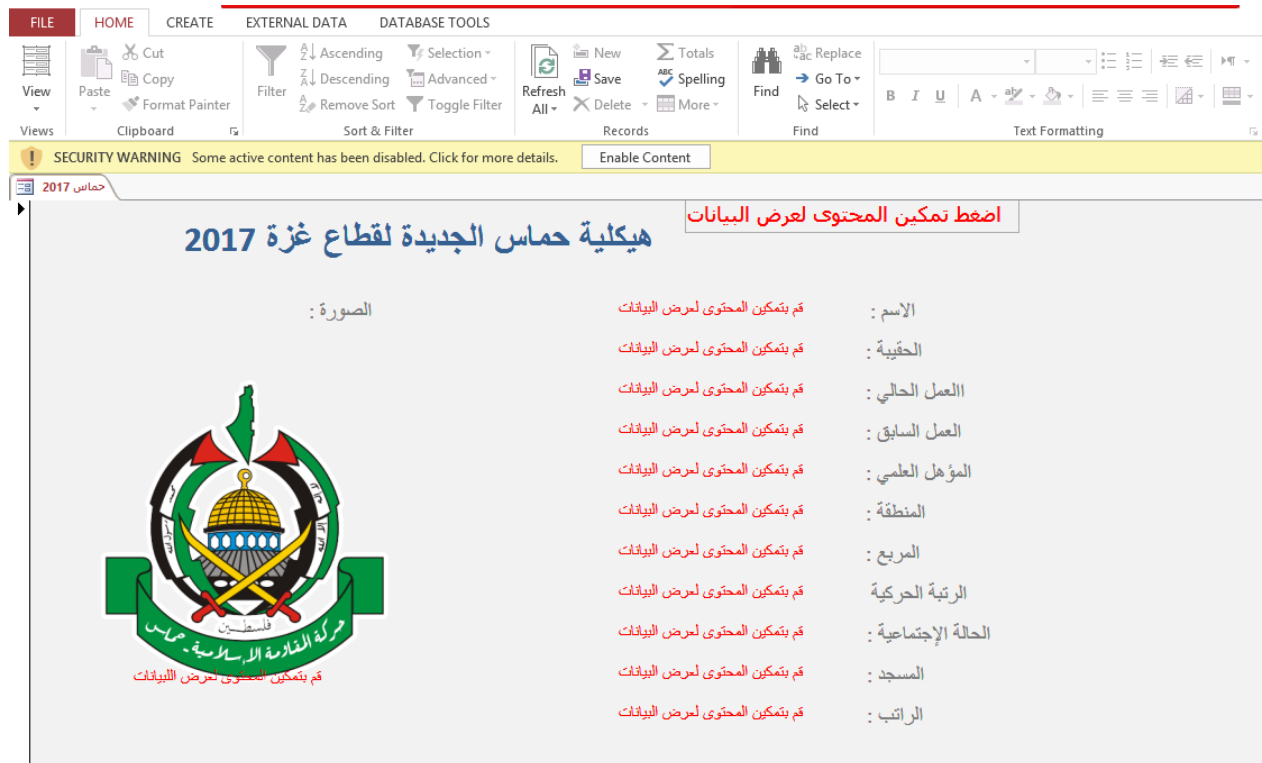 FILE HOME CREATE EXTERNAL DATA DATABASE TOOLS
View
Views
Paste
Cut
Copy
Format Painter
Clipboard
Filter
Ascending
Descending
Remove Sort
Selection
Advanced
Toggle Filter
Sort & Filter
Refresh All
New
Save
Delete
Totals
Spelling
More
Records
Find
Replace
Go To
Select
Find
B I U A
Text Formatting
SECURITY WARNING Some active content has been disabled. Click for more details. Enable Content
حماس 2017
اضغط تمكين المحتوى لعرض البيانات
هيكلية حماس الجديدة لقطاع غزة 2017
الاسم : قم بتمكين المحتوى لعرض البيانات
الصورة :
الحقيبة : قم بتمكين المحتوى لعرض البيانات
االعمل الحالي : قم بتمكين المحتوى لعرض البيانات
العمل السابق : قم بتمكين المحتوى لعرض البيانات
المؤهل العلمي : قم بتمكين المحتوى لعرض البيانات
المنطقة : قم بتمكين المحتوى لعرض البيانات
المربع : قم بتمكين المحتوى لعرض البيانات
الرتبة الحركية قم بتمكين المحتوى لعرض البيانات
الحالة الإجتماعية : قم بتمكين المحتوى لعرض البيانات
المسجد : قم بتمكين المحتوى لعرض البيانات
الراتب : قم بتمكين المحتوى لعرض البيانات
فلسطين
حركة المقاومة الإسلامية - حماس
قم بتمكين المحتوى لعرض اللبيانات